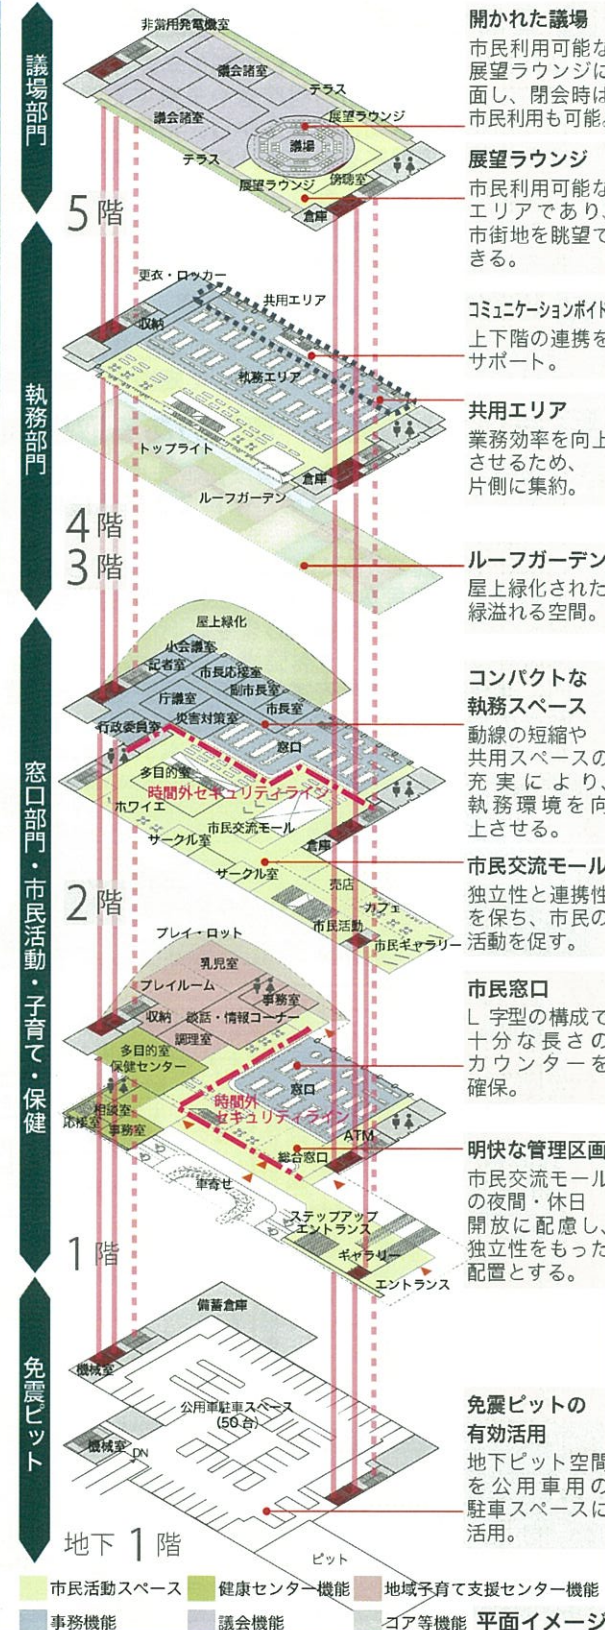 議場部門
執務部門
窓口部門・市民活動・子育て・保健
免震ピット
非常用発電機室
議会諸室
テラス
議会諸室
展望ラウンジ
議場
テラス
展望ラウンジ
傍聴室
倉庫
5階
更衣・ロッカー
共用エリア
収納
執務エリア
トップライト
倉庫
ルーフガーデン
4階
3階
屋上緑化
小会議室
記者室
市長応接室
副市長室
庁議室
市長室
行政委員室
災害対策室
窓口
多目的室
時間外セキュリティライン
ホワイエ
市民交流モール
サークル室
倉庫
サークル室
売店
カフェ
市民活動
市民ギャラリー
2階
プレイ・ロット
乳児室
プレイルーム
事務室
収納
談話・情報コーナー
調理室
多目的室
保健センター
窓口
時間外
セキュリティライン
相談室
応接室
事務室
ATM
総合窓口
車寄せ
ステップアップ
エントランス
ギャラリー
エントランス
1階
備蓄倉庫
機械室
公用車駐車スペース
(50台)
機械室
DN
地下 1階
ピット
開かれた議場
市民利用可能な
展望ラウンジに
面し、閉会時は
市民利用も可能。
展望ラウンジ
市民利用可能な
エリアであり、
市街地を眺望で
きる。
コミュニケーションボイド
上下階の連携を
サポート。
共用エリア
業務効率を向上
させるため、
片側に集約。
ルーフガーデン
屋上緑化された
緑溢れる空間。
コンパクトな
執務スペース
動線の短縮や
共用スペースの
充実により、
執務環境を向
上させる。
市民交流モール
独立性と連携性
を保ち、市民の
活動を促す。
市民窓口
L字型の構成で
十分な長さの
カウンターを
確保。
明快な管理区画
市民交流モール
の夜間・休日
開放に配慮し、
独立性をもった
配置とする。
免震ピットの
有効活用
地下ピット空間
を公用車用の
駐車スペースに
活用。
市民活動スペース
健康センター機能
地域子育て支援センター機能
事務機能
議会機能
コア等機能
平面イメージ